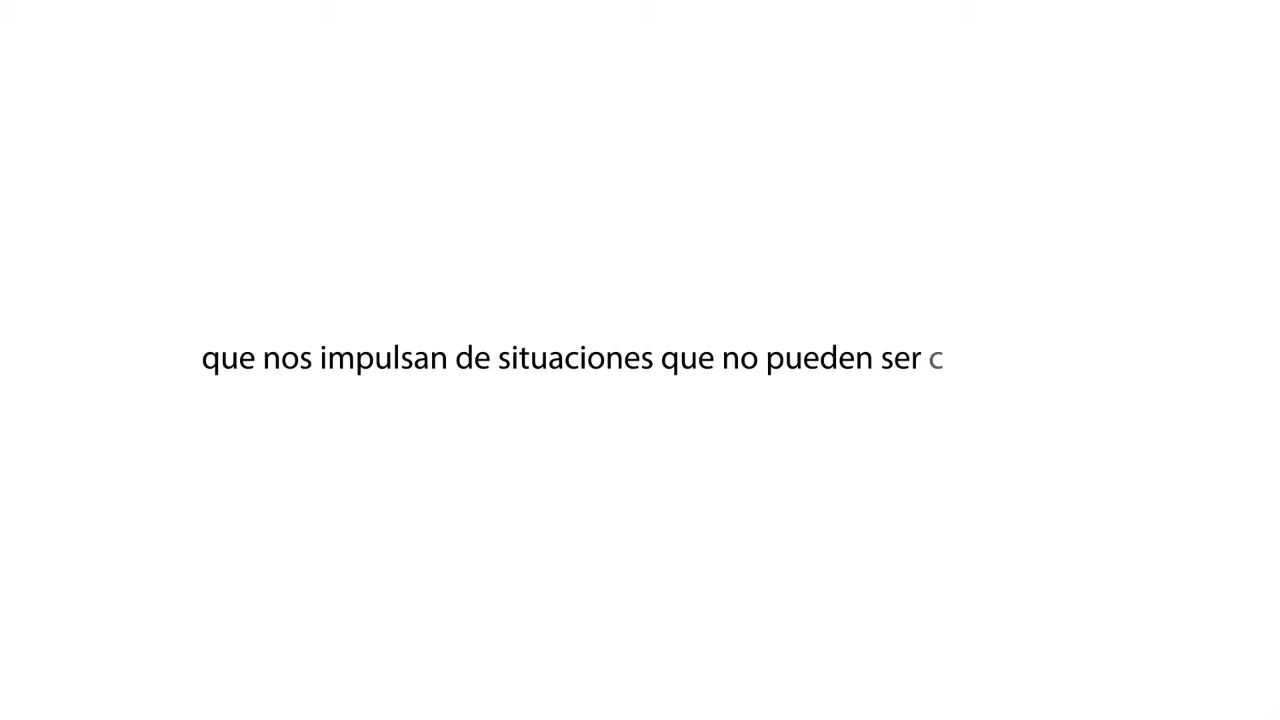 que nos impulsan de situaciones que no pueden ser c